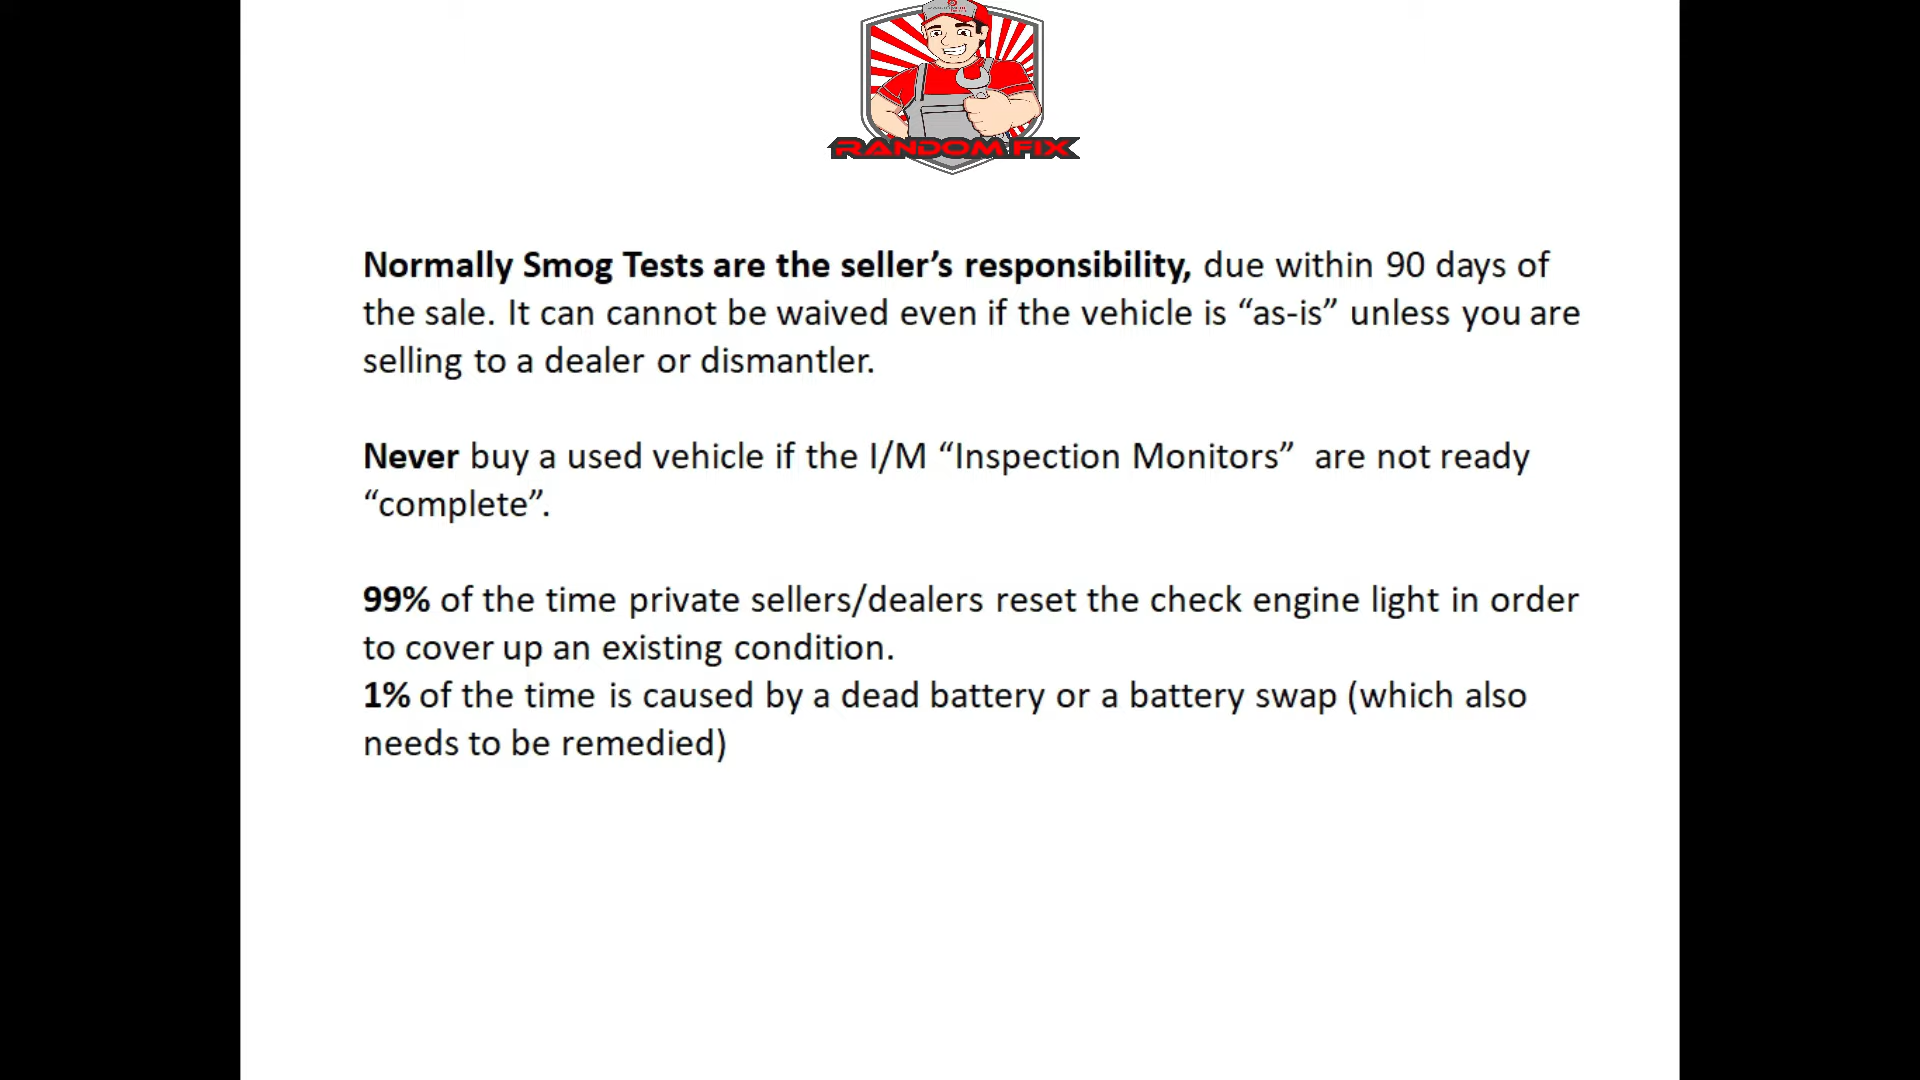 RANDOM FIX
Normally Smog Tests are the seller’s responsibility, due within 90 days of
the sale. It can cannot be waived even if the vehicle is “as-is” unless you are
selling to a dealer or dismantler.
Never buy a used vehicle if the I/M “Inspection Monitors”  are not ready
“complete”.
99% of the time private sellers/dealers reset the check engine light in order
to cover up an existing condition.
1% of the time is caused by a dead battery or a battery swap (which also
needs to be remedied)